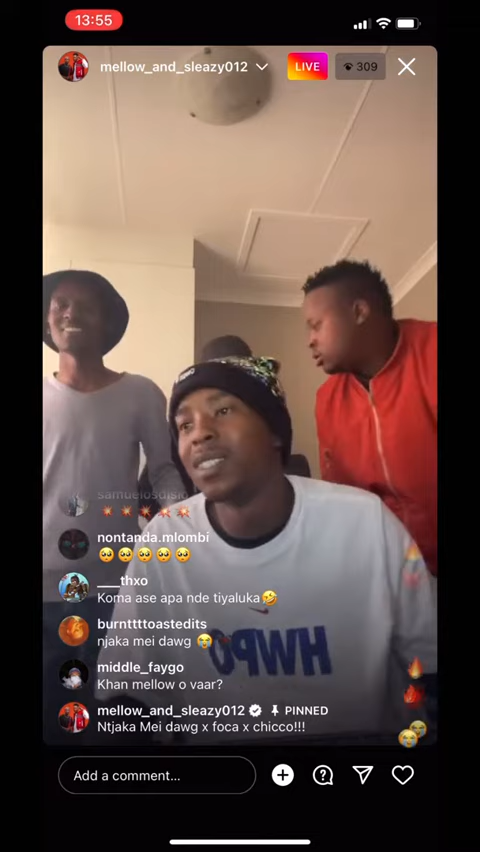 13:55
mellow_and_sleazy012
LIVE
309
samuelosdisio
💥💥💥💥💥
nontanda.mlombi
🥺🥺🥺🥺🥺
___thxo
Koma ase apa nde tiyaluka🤣
burnttttoastedits
njaka mei dawg 😭
middle_faygo
Khan mellow o vaar?
mellow_and_sleazy012 PINNED
Ntjaka Mei dawg x foca x chicco!!!
Add a comment...